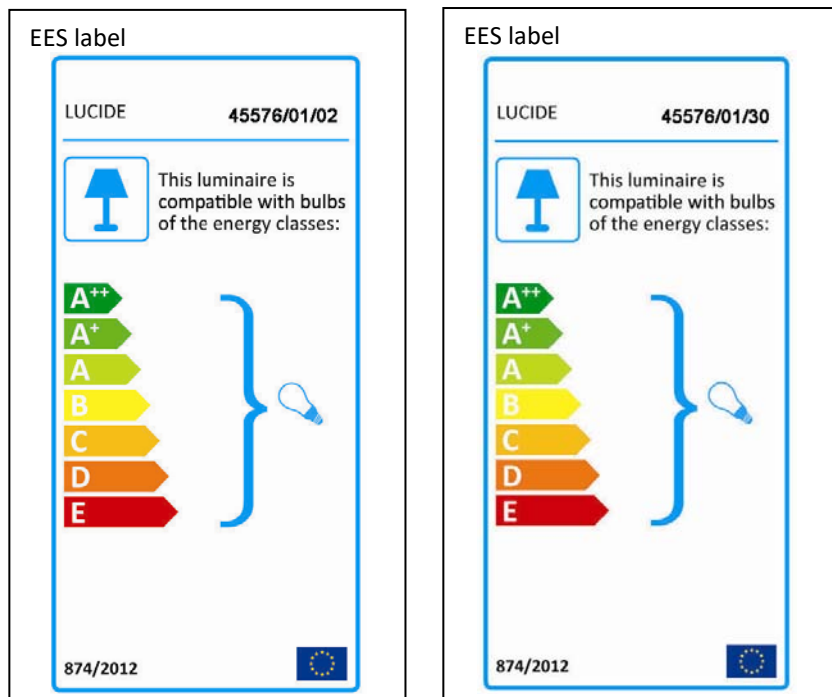 EES label
LUCIDE 45576/01/02
This luminaire is
compatible with bulbs
of the energy classes:
A++
A+
A
B
C
D
E
874/2012
EES label
LUCIDE 45576/01/30
This luminaire is
compatible with bulbs
of the energy classes:
A++
A+
A
B
C
D
E
874/2012